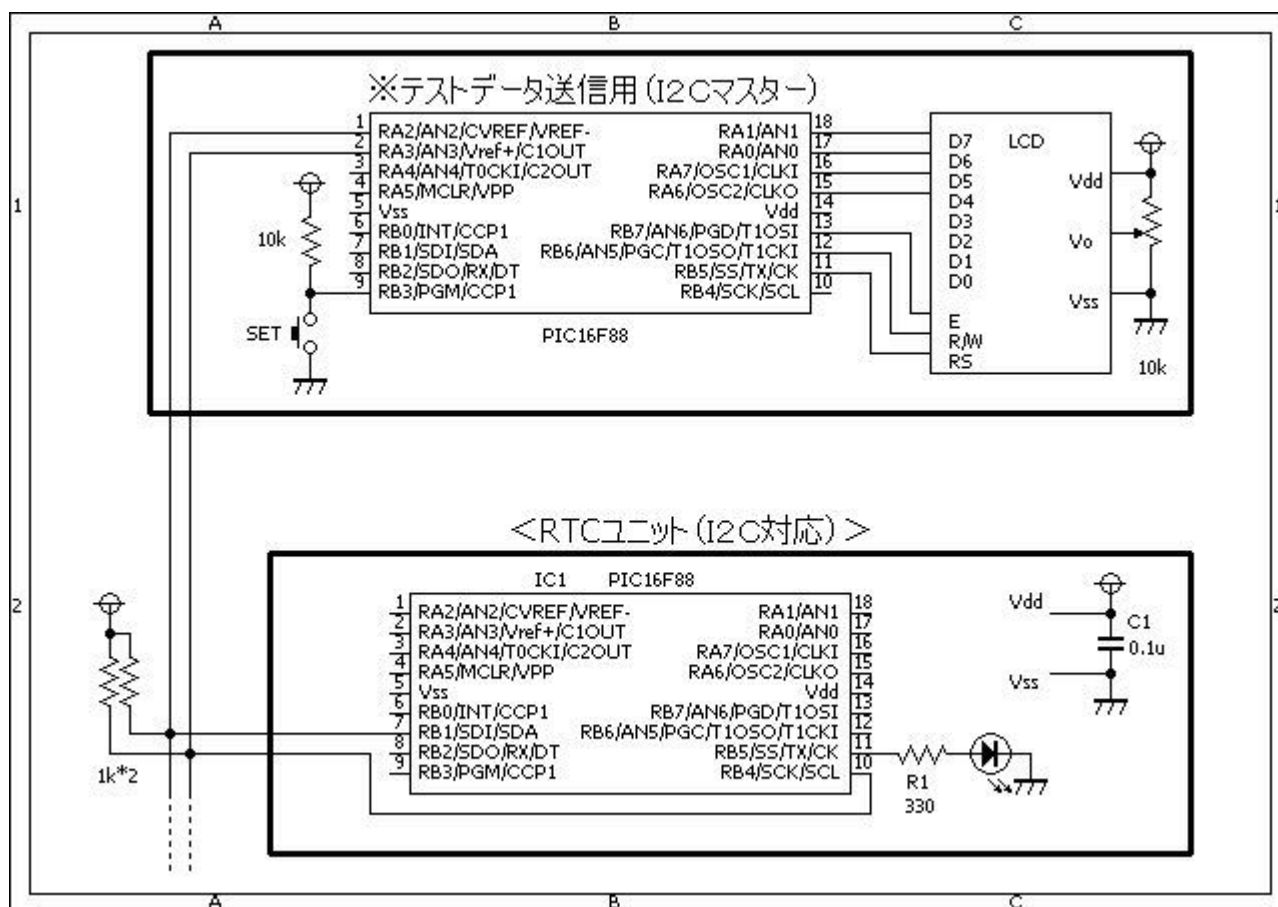 A B C
※テストデータ送信用(I2Cマスター)
1 RA2/AN2/CVREF/VREF- RA1/AN1 18
2 RA3/AN3/Vref+/C1OUT RA0/AN0 17
3 RA4/AN4/T0CKI/C2OUT RA7/OSC1/CLKI 16
4 RA5/MCLR/VPP RA6/OSC2/CLKO 15
5 Vss Vdd 14
6 RB0/INT/CCP1 RB7/AN6/PGD/T1OSI 13
7 RB1/SDI/SDA RB6/AN5/PGC/T1OSO/T1CKI 12
8 RB2/SDO/RX/DT RB5/SS/TX/CK 11
9 RB3/PGM/CCP1 RB4/SCK/SCL 10
PIC16F88
10k
SET
LCD
D7
D6
D5
D4
D3
D2
D1
D0
E
R/W
RS
Vdd
Vo
Vss
10k
1 1
<RTCユニット(I2C対応)>
IC1 PIC16F88
1 RA2/AN2/CVREF/VREF- RA1/AN1 18
2 RA3/AN3/Vref+/C1OUT RA0/AN0 17
3 RA4/AN4/T0CKI/C2OUT RA7/OSC1/CLKI 16
4 RA5/MCLR/VPP RA6/OSC2/CLKO 15
5 Vss Vdd 14
6 RB0/INT/CCP1 RB7/AN6/PGD/T1OSI 13
7 RB1/SDI/SDA RB6/AN5/PGC/T1OSO/T1CKI 12
8 RB2/SDO/RX/DT RB5/SS/TX/CK 11
9 RB3/PGM/CCP1 RB4/SCK/SCL 10
1k*2
R1
330
Vdd
C1
0.1u
Vss
2 2
A B C